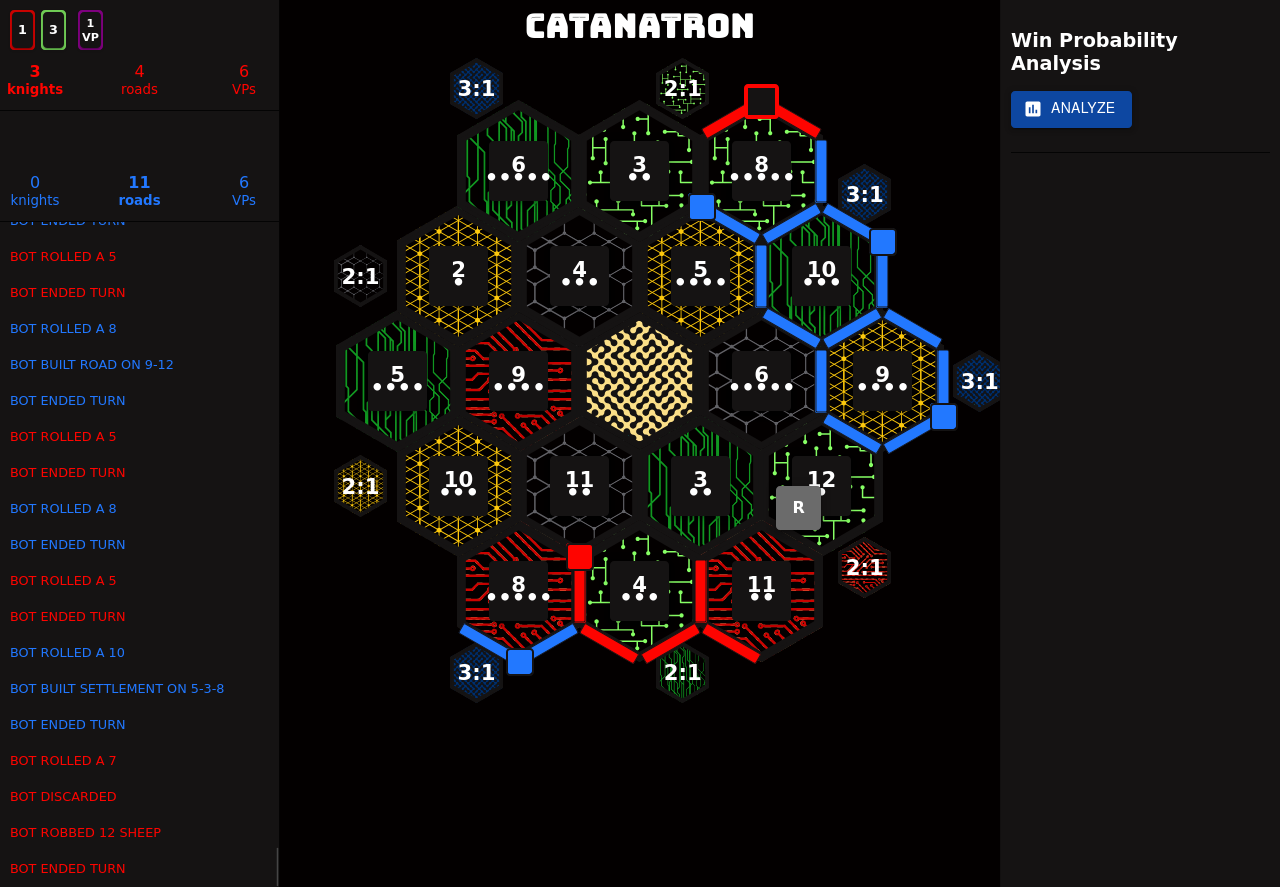 1
3
1
VP
3
knights
4
roads
6
VPs
0
knights
11
roads
6
VPs
BOT ENDED TURN
BOT ROLLED A 5
BOT ENDED TURN
BOT ROLLED A 8
BOT BUILT ROAD ON 9-12
BOT ENDED TURN
BOT ROLLED A 5
BOT ENDED TURN
BOT ROLLED A 8
BOT ENDED TURN
BOT ROLLED A 5
BOT ENDED TURN
BOT ROLLED A 10
BOT BUILT SETTLEMENT ON 5-3-8
BOT ENDED TURN
BOT ROLLED A 7
BOT DISCARDED
BOT ROBBED 12 SHEEP
BOT ENDED TURN
CATANATRON
3:1
2:1
6
3
8
3:1
2:1
2
4
5
10
5
9
6
9
3:1
2:1
10
11
3
12
R
8
4
11
2:1
3:1
2:1
Win Probability
Analysis
ANALYZE